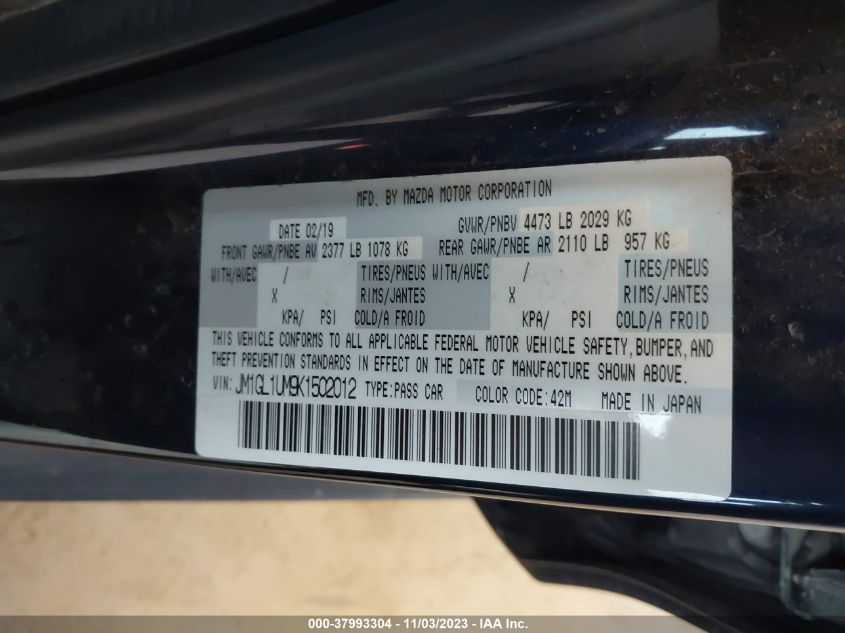 MFD. BY MAZDA MOTOR CORPORATION
DATE 02/19 GVWR/PNBV 4473 LB 2029 KG
FRONT GAWR/PNBE AV 2377 LB 1078 KG REAR GAWR/PNBE AR 2110 LB 957 KG
WITH/AVEC / TIRES/PNEUS WITH/AVEC / TIRES/PNEUS
X RIMS/JANTES X RIMS/JANTES
KPA/ PSI COLD/A FROID KPA/ PSI COLD/A FROID
THIS VEHICLE CONFORMS TO ALL APPLICABLE FEDERAL MOTOR VEHICLE SAFETY, BUMPER, AND
THEFT PREVENTION STANDARDS IN EFFECT ON THE DATE OF MANUFACTURE SHOWN ABOVE.
VIN: JM1GL1UM9K1502012 TYPE: PASS CAR COLOR CODE: 42M MADE IN JAPAN
000-37993304 - 11/03/2023 - IAA Inc.